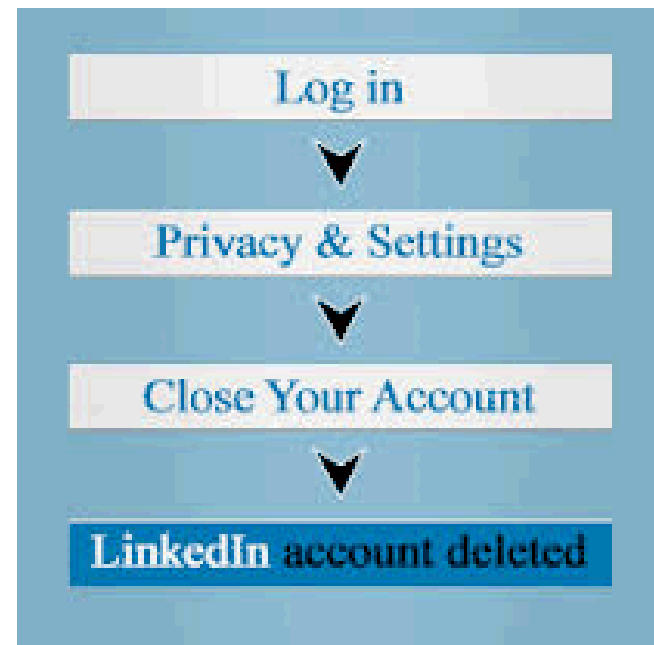 Log in
Privacy & Settings
Close Your Account
LinkedIn account deleted